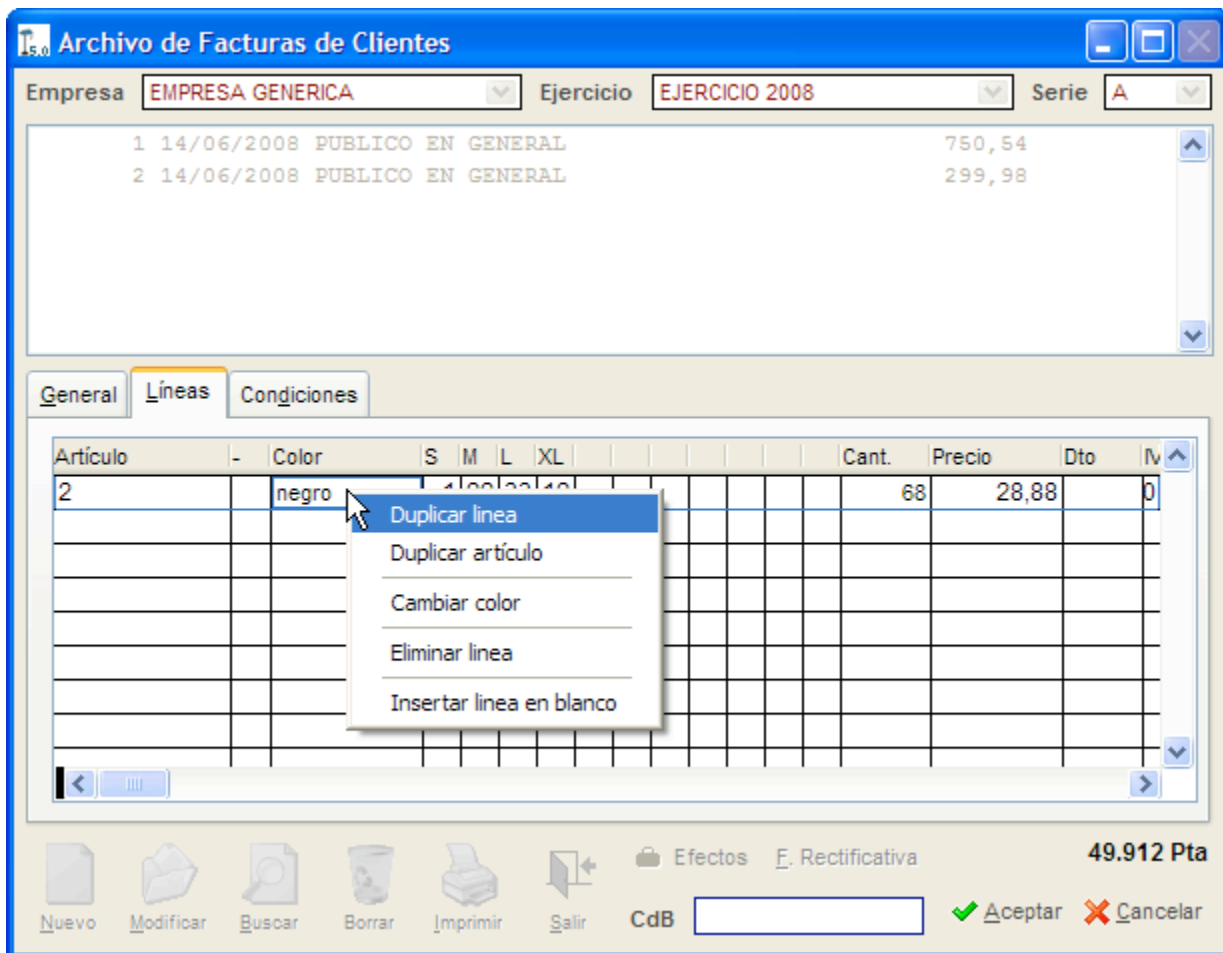 5.0 Archivo de Facturas de Clientes
Empresa EMPRESA GENERICA Ejercicio EJERCICIO 2008 Serie A
1 14/06/2008 PUBLICO EN GENERAL 750,54
2 14/06/2008 PUBLICO EN GENERAL 299,98
General Líneas Condiciones
Artículo - Color S M L XL Cant. Precio Dto
2 negro 68 28,88 0
Duplicar linea
Duplicar artículo
Cambiar color
Eliminar linea
Insertar linea en blanco
Efectos F. Rectificativa 49.912 Pta
Nuevo Modificar Buscar Borrar Imprimir Salir CdB Aceptar Cancelar